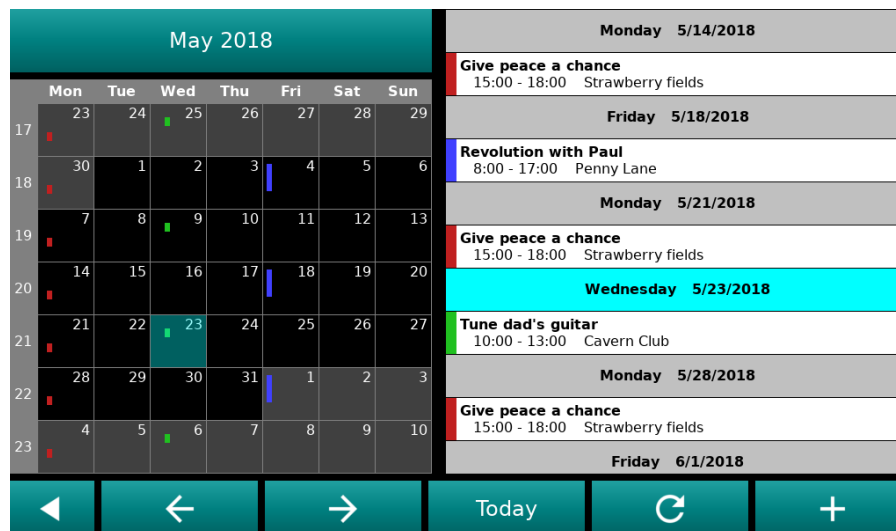 May 2018
Mon Tue Wed Thu Fri Sat Sun
17 23 24 25 26 27 28 29
18 30 1 2 3 4 5 6
19 7 8 9 10 11 12 13
20 14 15 16 17 18 19 20
21 21 22 23 24 25 26 27
22 28 29 30 31 1 2 3
23 4 5 6 7 8 9 10
Monday 5/14/2018
Give peace a chance
15:00 - 18:00 Strawberry fields
Friday 5/18/2018
Revolution with Paul
8:00 - 17:00 Penny Lane
Monday 5/21/2018
Give peace a chance
15:00 - 18:00 Strawberry fields
Wednesday 5/23/2018
Tune dad's guitar
10:00 - 13:00 Cavern Club
Monday 5/28/2018
Give peace a chance
15:00 - 18:00 Strawberry fields
Friday 6/1/2018
Today